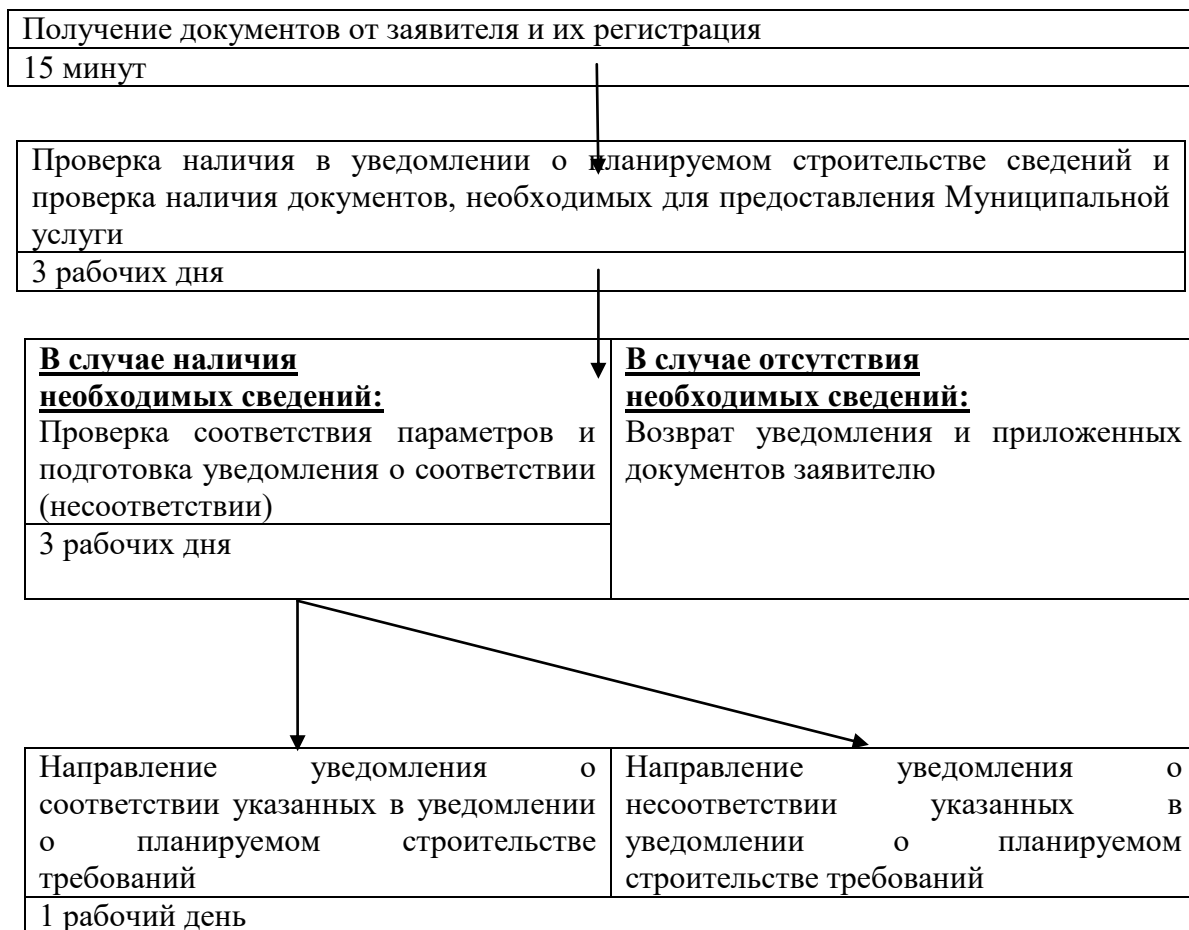 Получение документов от заявителя и их регистрация
15 минут
Проверка наличия в уведомлении о планируемом строительстве сведений и
проверка наличия документов, необходимых для предоставления Муниципальной
услуги
3 рабочих дня
В случае наличия
необходимых сведений:
Проверка соответствия параметров и
подготовка уведомления о соответствии
(несоответствии)
3 рабочих дня
В случае отсутствия
необходимых сведений:
Возврат уведомления и приложенных
документов заявителю
Направление уведомления о
соответствии указанных в уведомлении
о планируемом строительстве
требований
Направление уведомления о
несоответствии указанных в
уведомлении о планируемом
строительстве требований
1 рабочий день